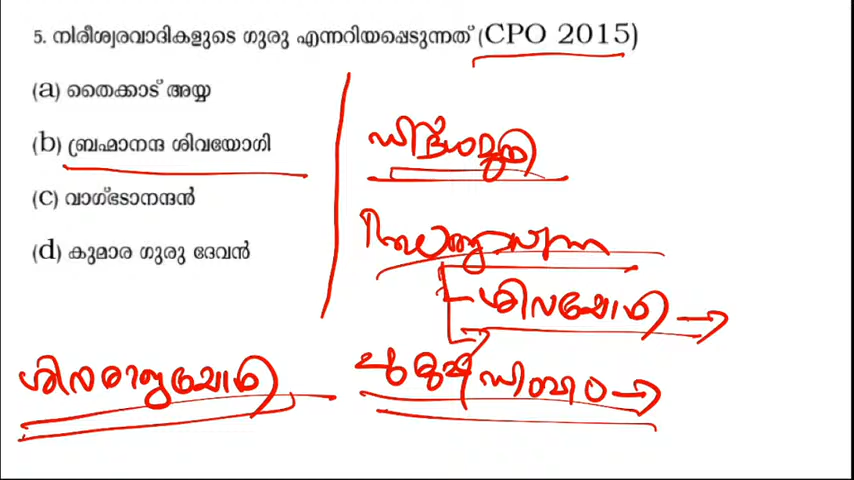 5. നിരീശ്വരവാദികളുടെ ഗുരു എന്നറിയപ്പെടുന്നത് (CPO 2015)
(a) തൈക്കാട് അയ്യ
(b) ബ്രഹ്മാനന്ദ ശിവയോഗി
(c) വാഗ്ഭടാനന്ദൻ
(d) കുമാര ഗുരു ദേവൻ
ശിവയോഗി
പുരുഷ സിംഹം
ശിവരാജയോഗി